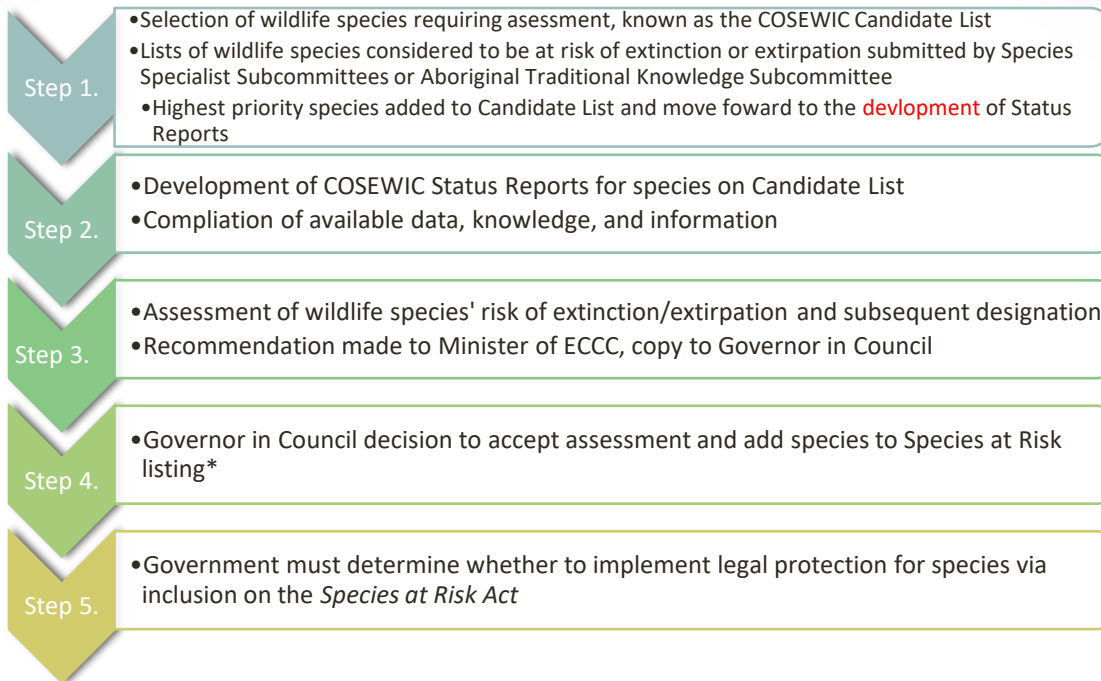 Step 1.
•Selection of wildlife species requiring asessment, known as the COSEWIC Candidate List
•Lists of wildlife species considered to be at risk of extinction or extirpation submitted by Species
Specialist Subcommittees or Aboriginal Traditional Knowledge Subcommittee
•Highest priority species added to Candidate List and move foward to the devlopment of Status
Reports
Step 2.
•Development of COSEWIC Status Reports for species on Candidate List
•Compliation of available data, knowledge, and information
Step 3.
•Assessment of wildlife species' risk of extinction/extirpation and subsequent designation
•Recommendation made to Minister of ECCC, copy to Governor in Council
Step 4.
•Governor in Council decision to accept assessment and add species to Species at Risk
listing*
Step 5.
•Government must determine whether to implement legal protection for species via
inclusion on the Species at Risk Act